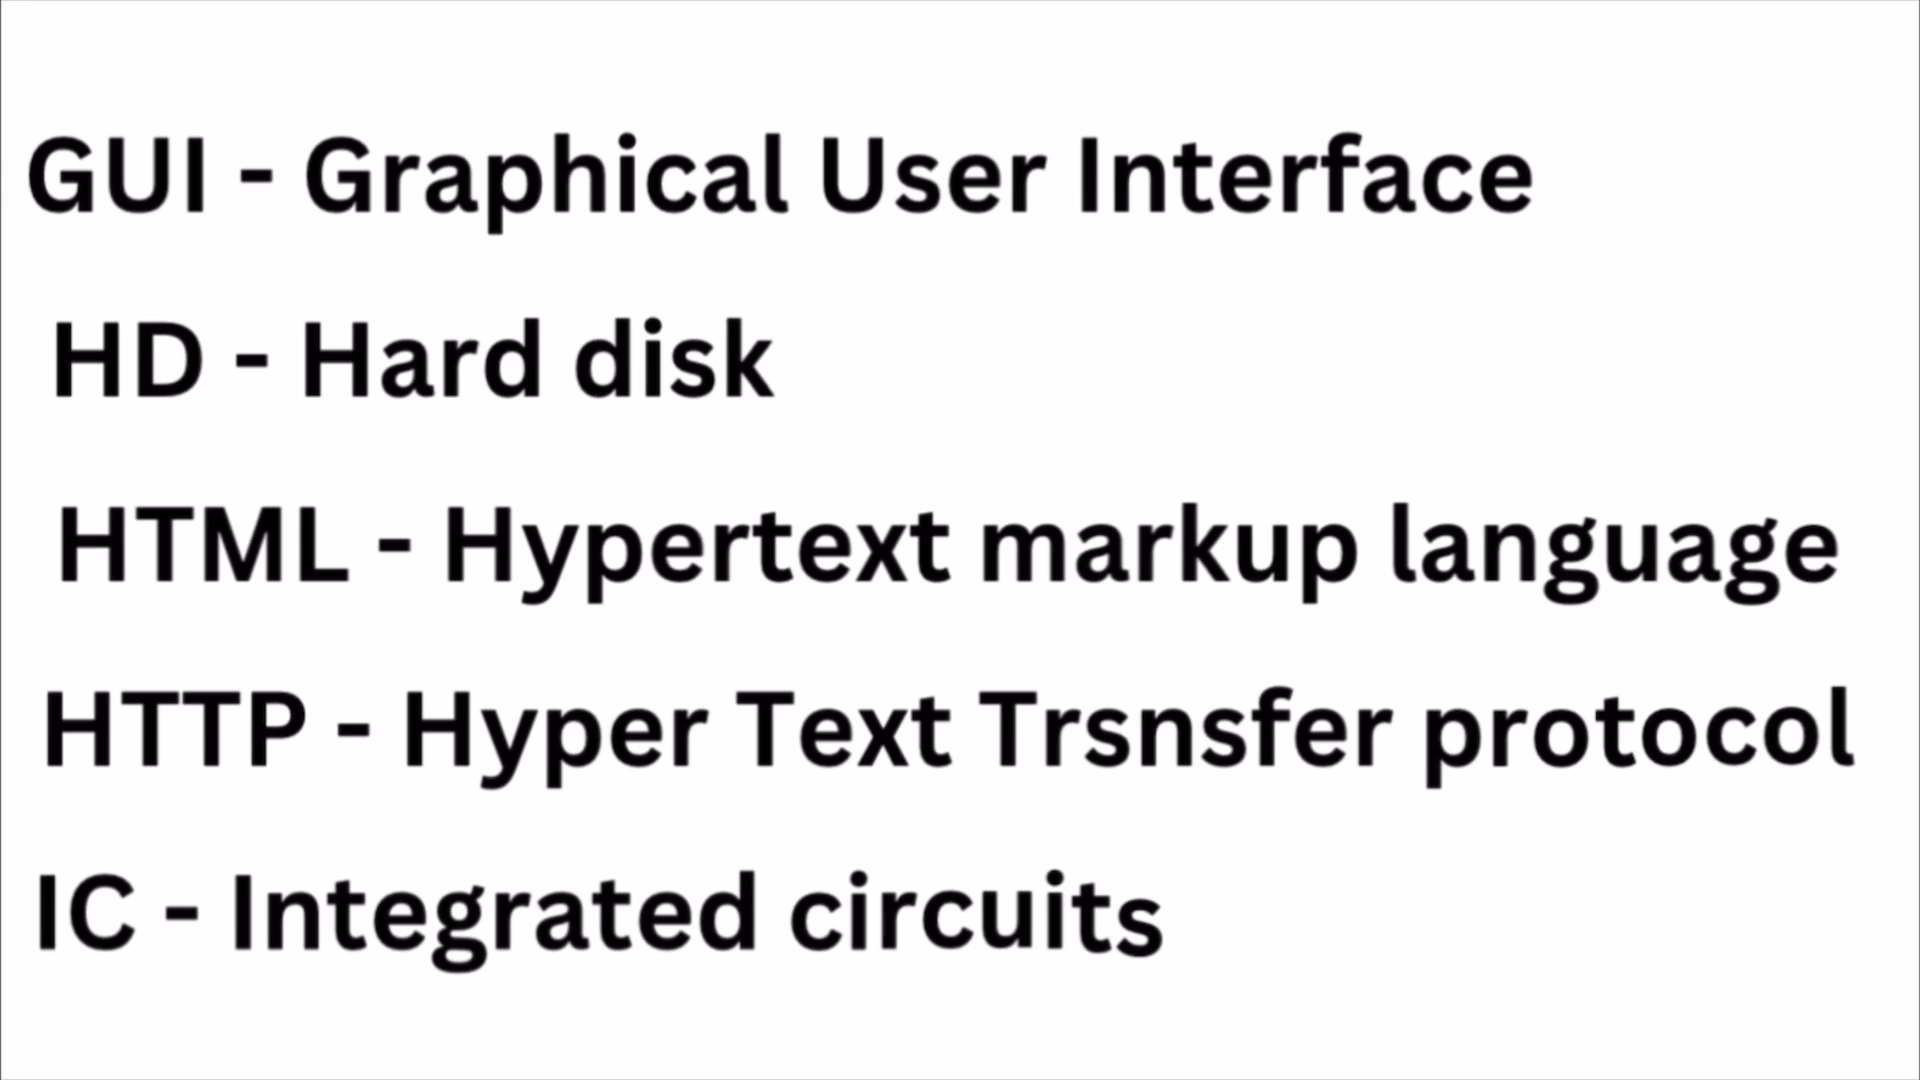 GUI - Graphical User Interface
HD - Hard disk
HTML - Hypertext markup language
HTTP - Hyper Text Trsnsfer protocol
IC - Integrated circuits